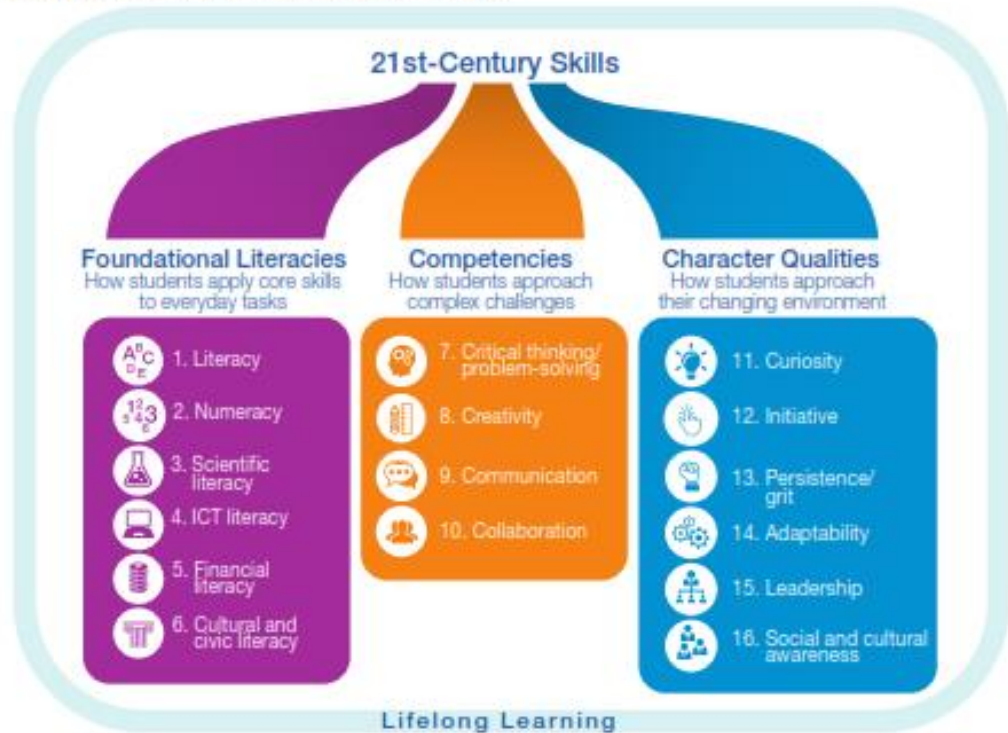 21st-Century Skills
Foundational Literacies
How students apply core skills
to everyday tasks
1. Literacy
2. Numeracy
3. Scientific
literacy
4. ICT literacy
5. Financial
literacy
6. Cultural and
civic literacy
Competencies
How students approach
complex challenges
7. Critical thinking/
problem-solving
8. Creativity
9. Communication
10. Collaboration
Character Qualities
How students approach
their changing environment
11. Curiosity
12. Initiative
13. Persistence/
grit
14. Adaptability
15. Leadership
16. Social and cultural
awareness
Lifelong Learning